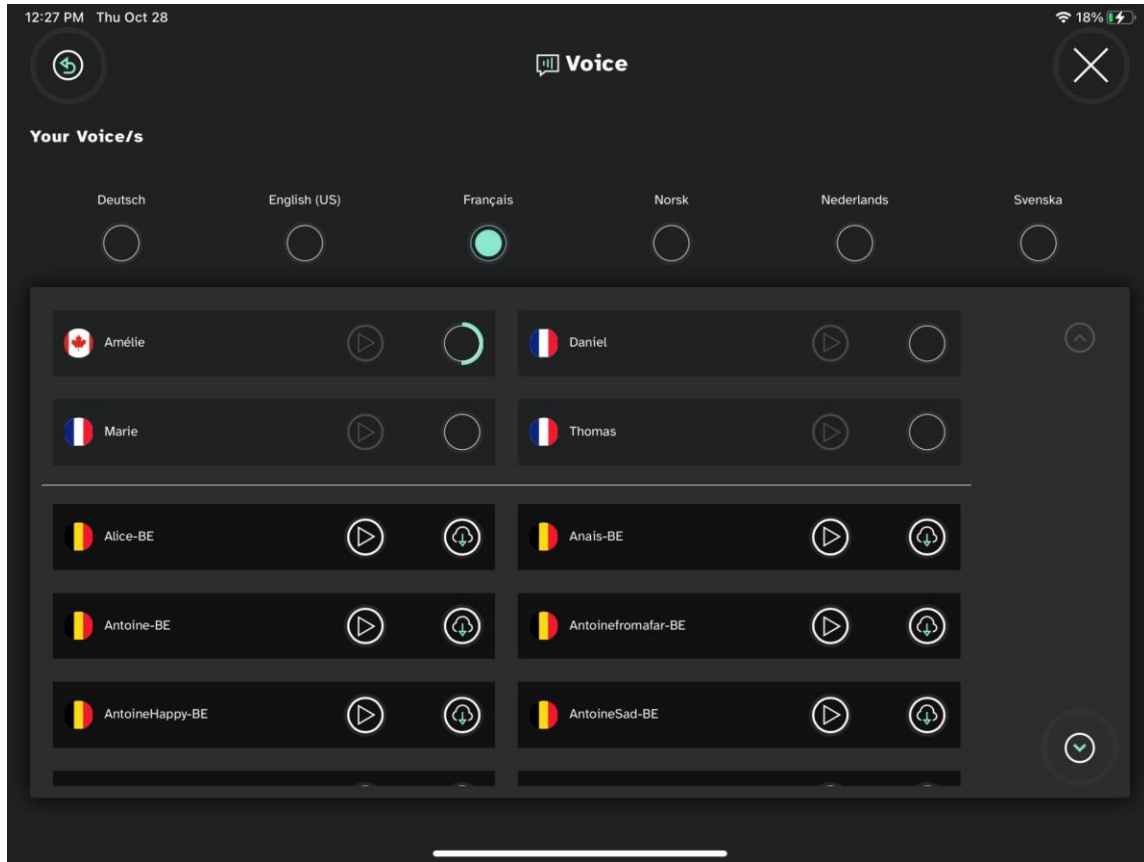 12:27 PM Thu Oct 28 18%
Voice
Your Voice/s
Deutsch English (US) Français Norsk Nederlands Svenska
Amélie Daniel
Marie Thomas
Alice-BE Anais-BE
Antoine-BE Antoinefromafar-BE
AntoineHappy-BE AntoineSad-BE